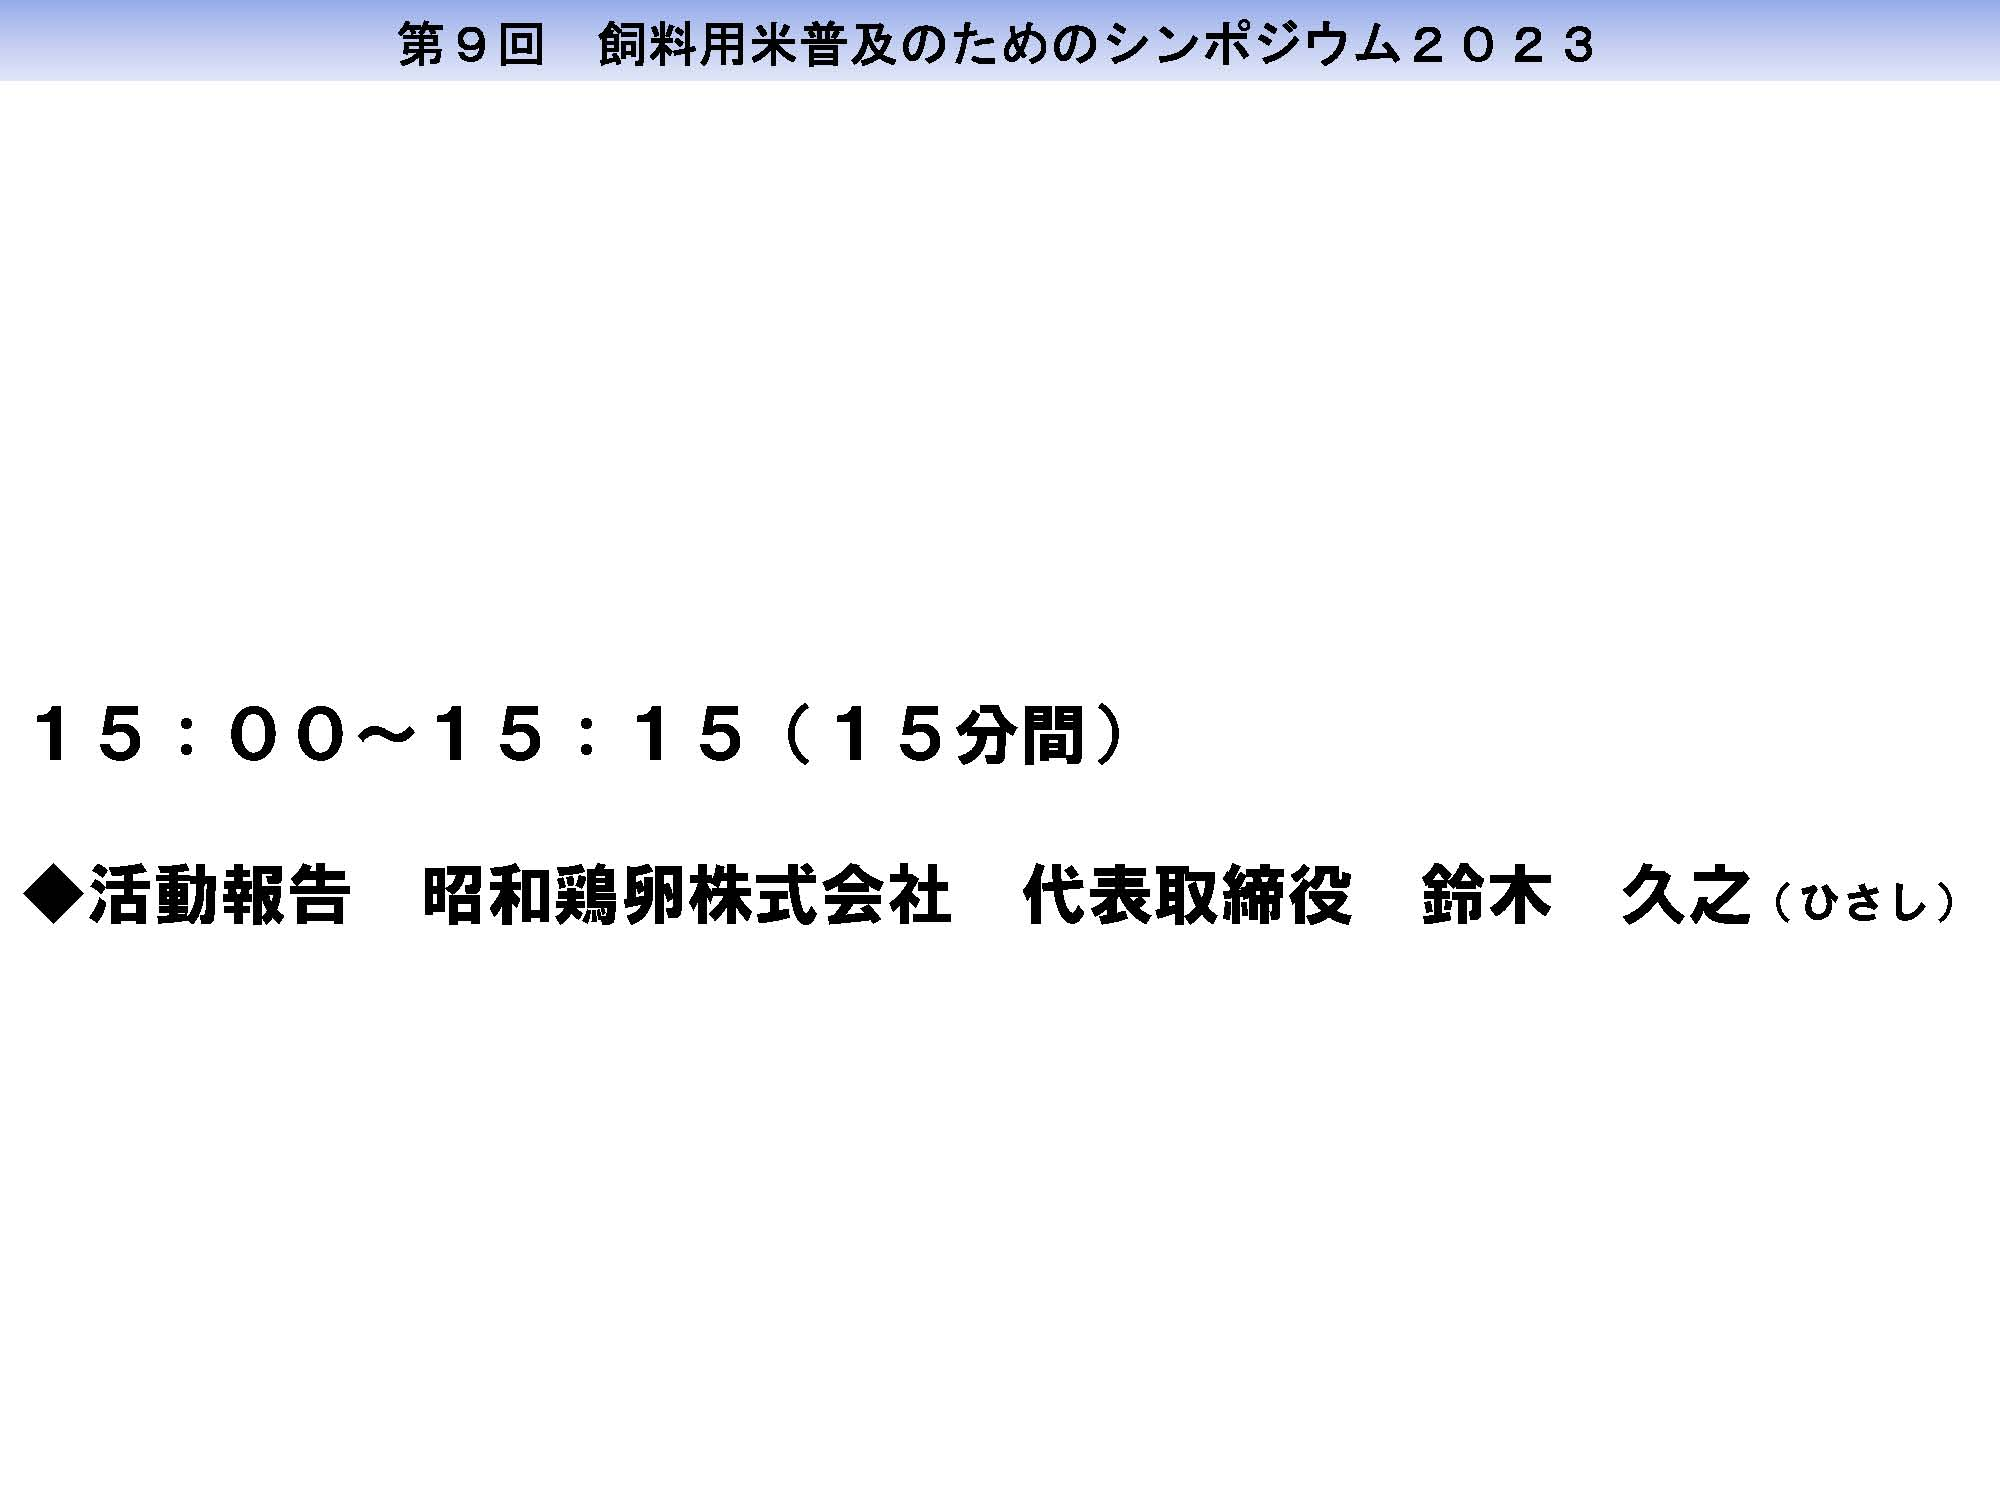 第９回　飼料用米普及のためのシンポジウム２０２３
１５：００～１５：１５（１５分間）
◆活動報告　昭和鶏卵株式会社　代表取締役　鈴木　久之（ひさし）